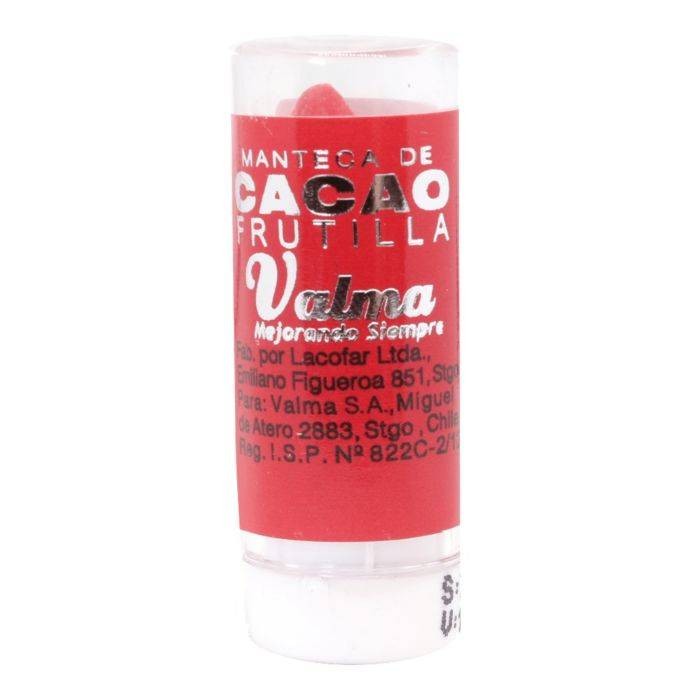 MANTECA DE
CACAO
FRUTILLA
Valma
Mejorando Siempre
Fab. por Lacofar Ltda.,
Emiliano Figueroa 851, Stgo
Para: Valma S.A., Miguel
de Atero 2883, Stgo , Chile
Reg. I.S.P. Nº 822C-2/1
S:
V: